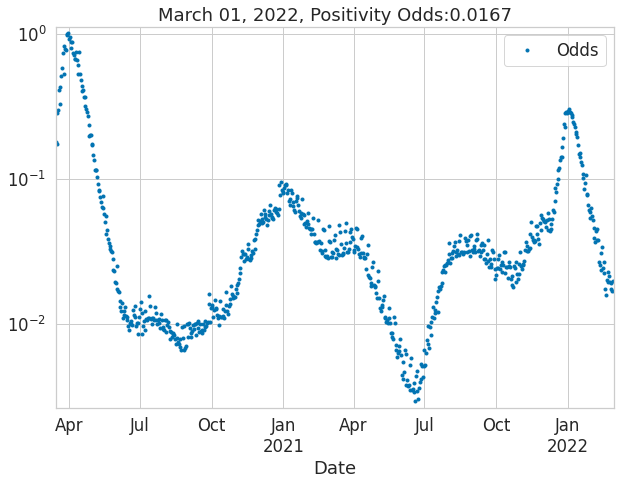 March 01, 2022, Positivity Odds:0.0167
Odds
10⁰
10⁻¹
10⁻²
Apr Jul Oct Jan Apr Jul Oct Jan
2021 2022
Date